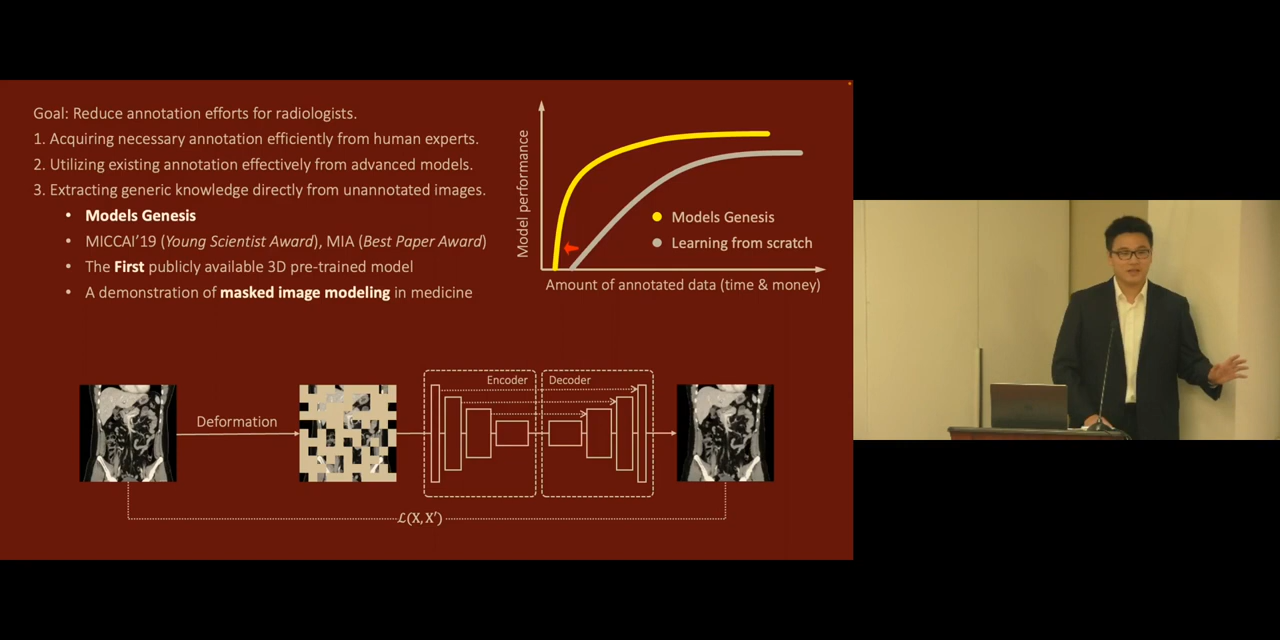 Goal: Reduce annotation efforts for radiologists.
1. Acquiring necessary annotation efficiently from human experts.
2. Utilizing existing annotation effectively from advanced models.
3. Extracting generic knowledge directly from unannotated images.
• Models Genesis
• MICCAI'19 (Young Scientist Award), MIA (Best Paper Award)
• The First publicly available 3D pre-trained model
• A demonstration of masked image modeling in medicine
Model performance
Models Genesis
Learning from scratch
Amount of annotated data (time & money)
Deformation
Encoder
Decoder
ℒ(X, X′)